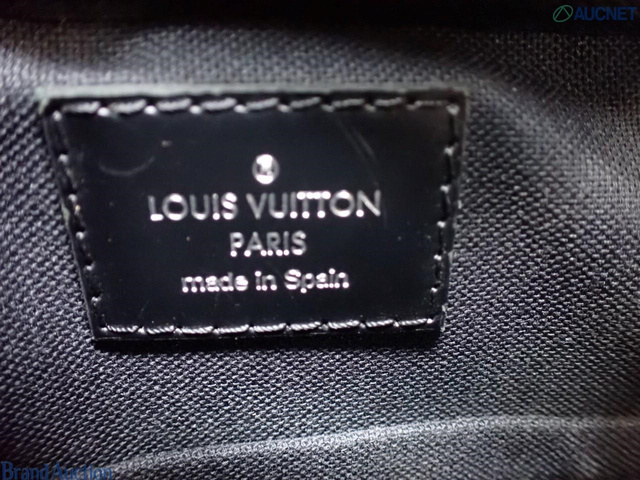 AUCNET
LOUIS VUITTON
PARIS
made in Spain
Brand Auction